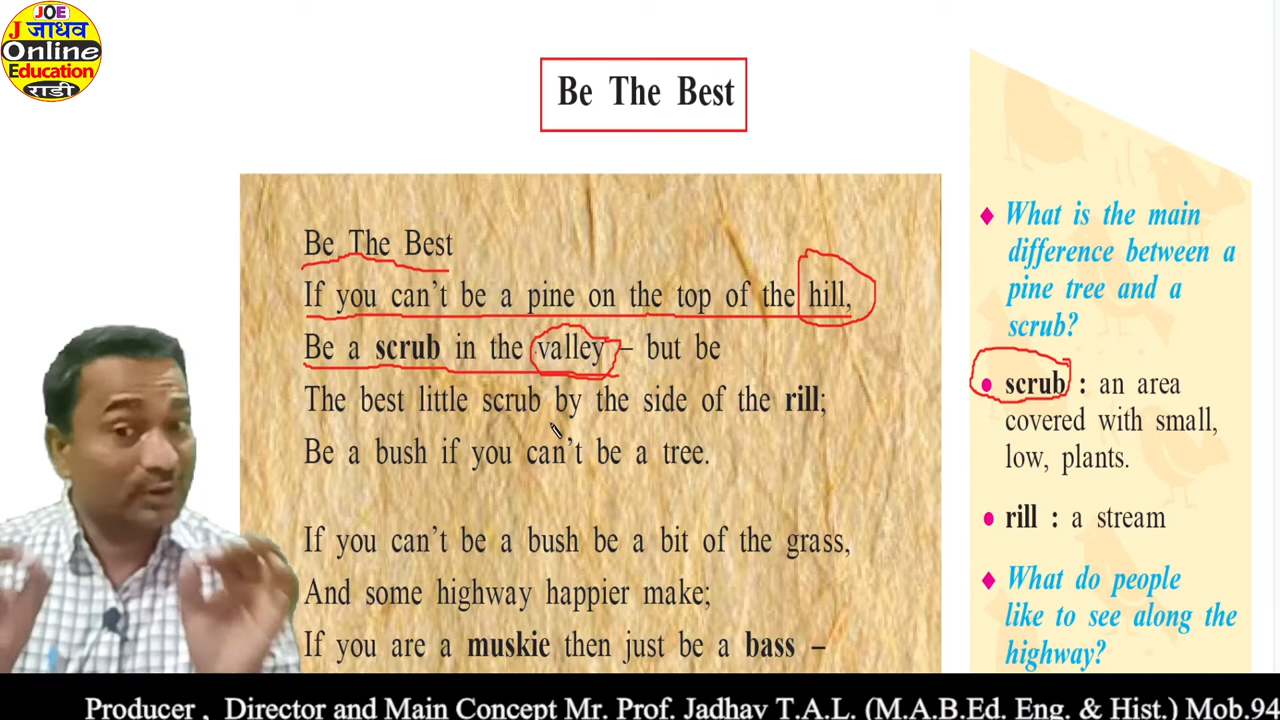 JOE
J जाधव
Online
Education
राडी
Be The Best
Be The Best
If you can't be a pine on the top of the hill,
Be a scrub in the valley – but be
The best little scrub by the side of the rill;
Be a bush if you can't be a tree.
If you can't be a bush be a bit of the grass,
And some highway happier make;
If you are a muskie then just be a bass –
♦ What is the main
difference between a
pine tree and a
scrub?
• scrub : an area
covered with small,
low, plants.
• rill : a stream
♦ What do people
like to see along the
highway?
Producer , Director and Main Concept Mr. Prof. Jadhav T.A.L. (M.A.B.Ed. Eng. & Hist.) Mob.94